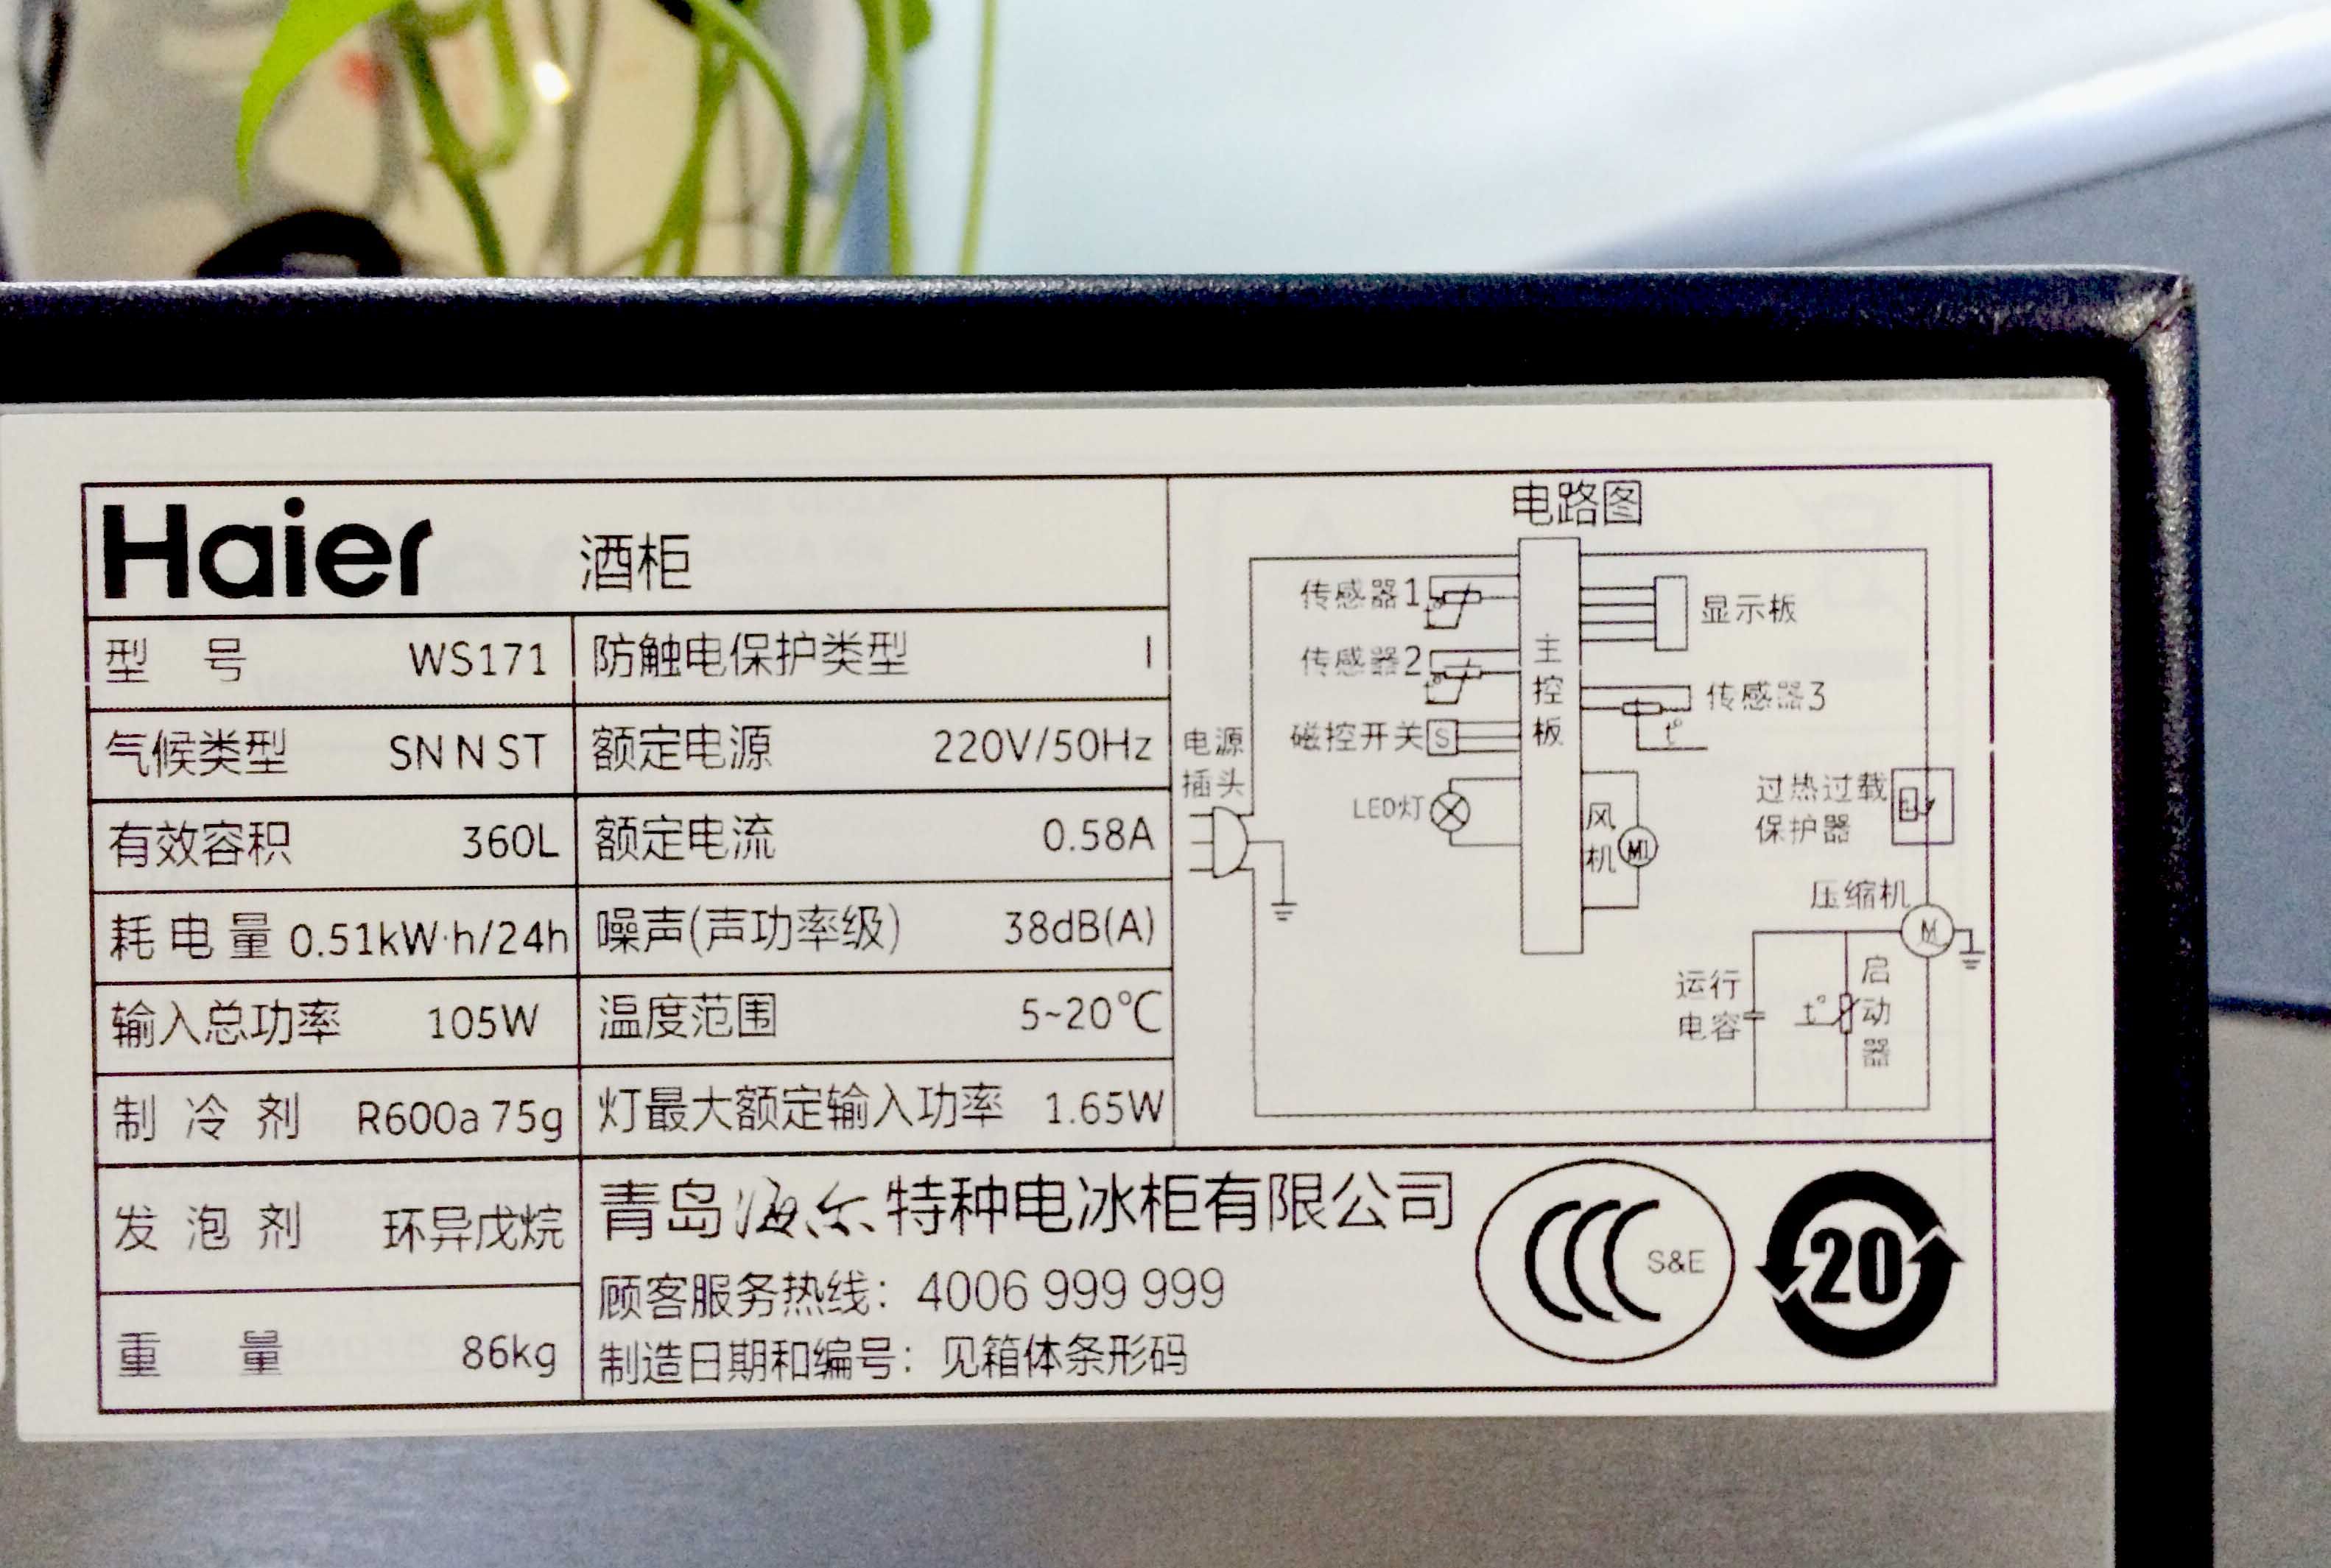 Haier 酒柜
型 号 WS171 防触电保护类型 I
气候类型 SN N ST 额定电源 220V/50Hz
有效容积 360L 额定电流 0.58A
耗电量 0.51kW·h/24h 噪声(声功率级) 38dB(A)
输入总功率 105W 温度范围 5~20℃
制冷剂 R600a 75g 灯最大额定输入功率 1.65W
发泡剂 环异戊烷
重 量 86kg
青岛海尔特种电冰柜有限公司
顾客服务热线：4006 999 999
制造日期和编号：见箱体条形码
电路图
传感器1
传感器2
磁控开关 S
LED灯
电源
插头
主控板
显示板
传感器3
t°
t°
t°
风机 M1
过热过载
保护器
压缩机
M
运行
电容
t°
启动器
CCC S&E
20